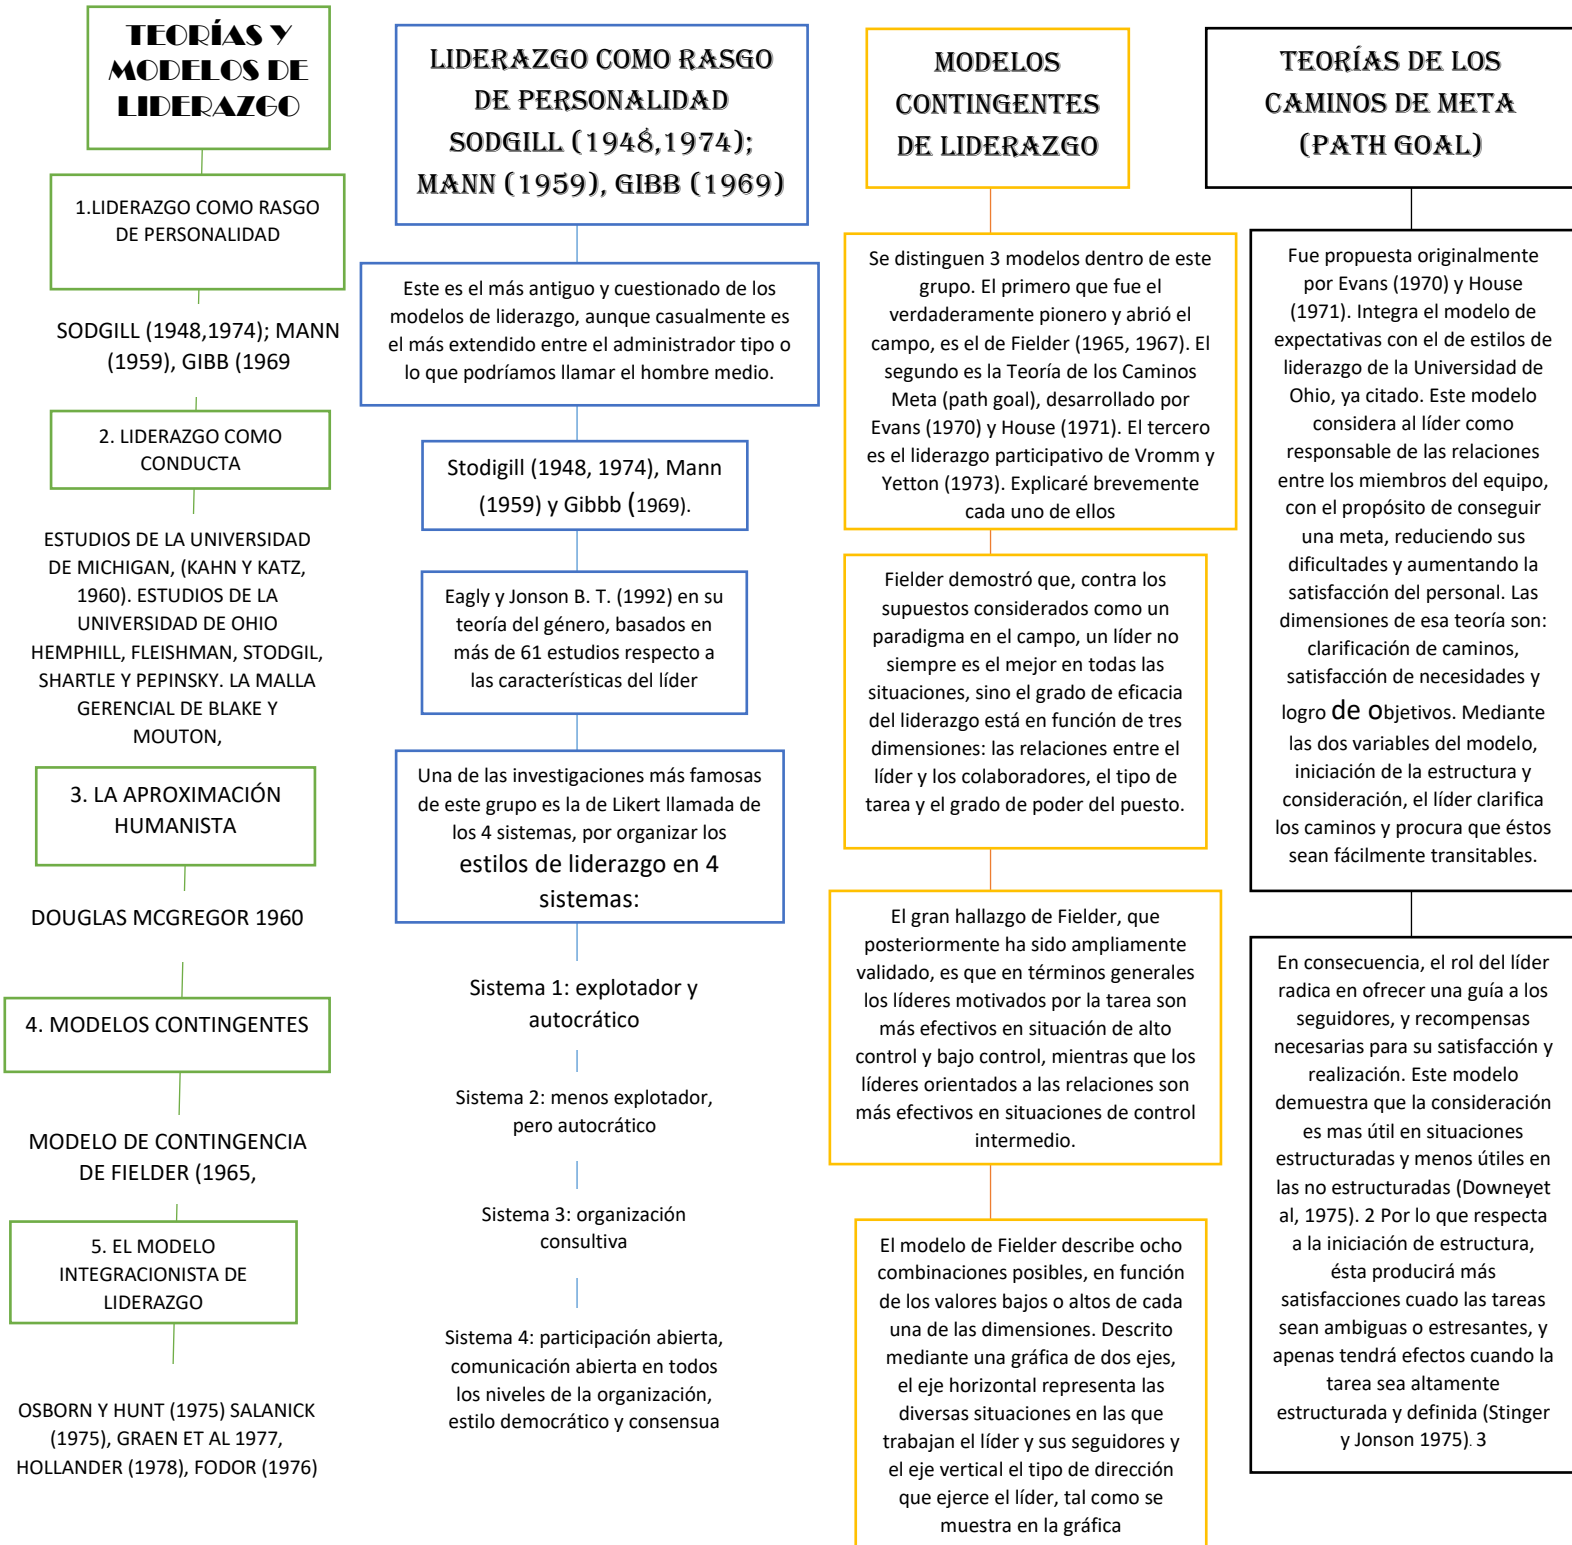 TEORÍAS Y
MODELOS DE
LIDERAZGO
1.LIDERAZGO COMO RASGO
DE PERSONALIDAD
SODGILL (1948,1974); MANN
(1959), GIBB (1969
2. LIDERAZGO COMO
CONDUCTA
ESTUDIOS DE LA UNIVERSIDAD
DE MICHIGAN, (KAHN Y KATZ,
1960). ESTUDIOS DE LA
UNIVERSIDAD DE OHIO
HEMPHILL, FLEISHMAN, STODGIL,
SHARTLE Y PEPINSKY. LA MALLA
GERENCIAL DE BLAKE Y
MOUTON,
3. LA APROXIMACIÓN
HUMANISTA
DOUGLAS MCGREGOR 1960
4. MODELOS CONTINGENTES
MODELO DE CONTINGENCIA
DE FIELDER (1965,
5. EL MODELO
INTEGRACIONISTA DE
LIDERAZGO
OSBORN Y HUNT (1975) SALANICK
(1975), GRAEN ET AL 1977,
HOLLANDER (1978), FODOR (1976)
LIDERAZGO COMO RASGO
DE PERSONALIDAD
SODGILL (1948,1974);
MANN (1959), GIBB (1969)
Este es el más antiguo y cuestionado de los
modelos de liderazgo, aunque casualmente es
el más extendido entre el administrador tipo o
lo que podríamos llamar el hombre medio.
Stodigill (1948, 1974), Mann
(1959) y Gibbb (1969).
Eagly y Jonson B. T. (1992) en su
teoría del género, basados en
más de 61 estudios respecto a
las características del líder
Una de las investigaciones más famosas
de este grupo es la de Likert llamada de
los 4 sistemas, por organizar los
estilos de liderazgo en 4
sistemas:
Sistema 1: explotador y
autocrático
Sistema 2: menos explotador,
pero autocrático
Sistema 3: organización
consultiva
Sistema 4: participación abierta,
comunicación abierta en todos
los niveles de la organización,
estilo democrático y consensua
MODELOS
CONTINGENTES
DE LIDERAZGO
Se distinguen 3 modelos dentro de este
grupo. El primero que fue el
verdaderamente pionero y abrió el
campo, es el de Fielder (1965, 1967). El
segundo es la Teoría de los Caminos
Meta (path goal), desarrollado por
Evans (1970) y House (1971). El tercero
es el liderazgo participativo de Vromm y
Yetton (1973). Explicaré brevemente
cada uno de ellos
Fielder demostró que, contra los
supuestos considerados como un
paradigma en el campo, un líder no
siempre es el mejor en todas las
situaciones, sino el grado de eficacia
del liderazgo está en función de tres
dimensiones: las relaciones entre el
líder y los colaboradores, el tipo de
tarea y el grado de poder del puesto.
El gran hallazgo de Fielder, que
posteriormente ha sido ampliamente
validado, es que en términos generales
los líderes motivados por la tarea son
más efectivos en situación de alto
control y bajo control, mientras que los
líderes orientados a las relaciones son
más efectivos en situaciones de control
intermedio.
El modelo de Fielder describe ocho
combinaciones posibles, en función
de los valores bajos o altos de cada
una de las dimensiones. Descrito
mediante una gráfica de dos ejes,
el eje horizontal representa las
diversas situaciones en las que
trabajan el líder y sus seguidores y
el eje vertical el tipo de dirección
que ejerce el líder, tal como se
muestra en la gráfica
TEORÍAS DE LOS
CAMINOS DE META
(PATH GOAL)
Fue propuesta originalmente
por Evans (1970) y House
(1971). Integra el modelo de
expectativas con el de estilos de
liderazgo de la Universidad de
Ohio, ya citado. Este modelo
considera al líder como
responsable de las relaciones
entre los miembros del equipo,
con el propósito de conseguir
una meta, reduciendo sus
dificultades y aumentando la
satisfacción del personal. Las
dimensiones de esa teoría son:
clarificación de caminos,
satisfacción de necesidades y
logro de objetivos. Mediante
las dos variables del modelo,
iniciación de la estructura y
consideración, el líder clarifica
los caminos y procura que éstos
sean fácilmente transitables.
En consecuencia, el rol del líder
radica en ofrecer una guía a los
seguidores, y recompensas
necesarias para su satisfacción y
realización. Este modelo
demuestra que la consideración
es mas útil en situaciones
estructuradas y menos útiles en
las no estructuradas (Downeyet
al, 1975). 2 Por lo que respecta
a la iniciación de estructura,
ésta producirá más
satisfacciones cuado las tareas
sean ambiguas o estresantes, y
apenas tendrá efectos cuando la
tarea sea altamente
estructurada y definida (Stinger
y Jonson 1975). 3